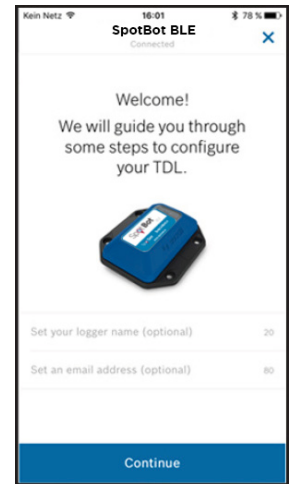 Kein Netz 16:01 78 %
SpotBot BLE
Connected
Welcome!
We will guide you through
some steps to configure
your TDL.
SpotBot
Set your logger name (optional) 20
Set an email address (optional) 80
Continue